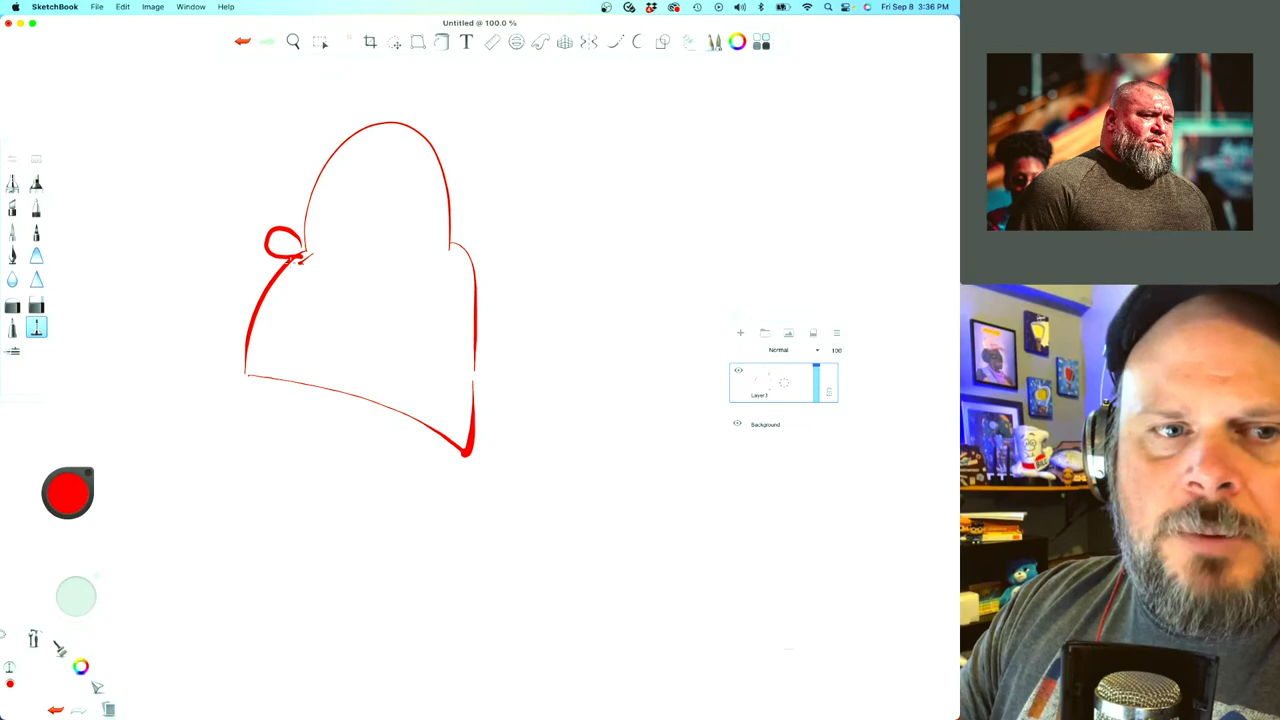 SketchBook File Edit Image Window Help Fri Sep 8 3:36 PM
Untitled @ 100.0 %
T
Normal 100
Layer3
Background